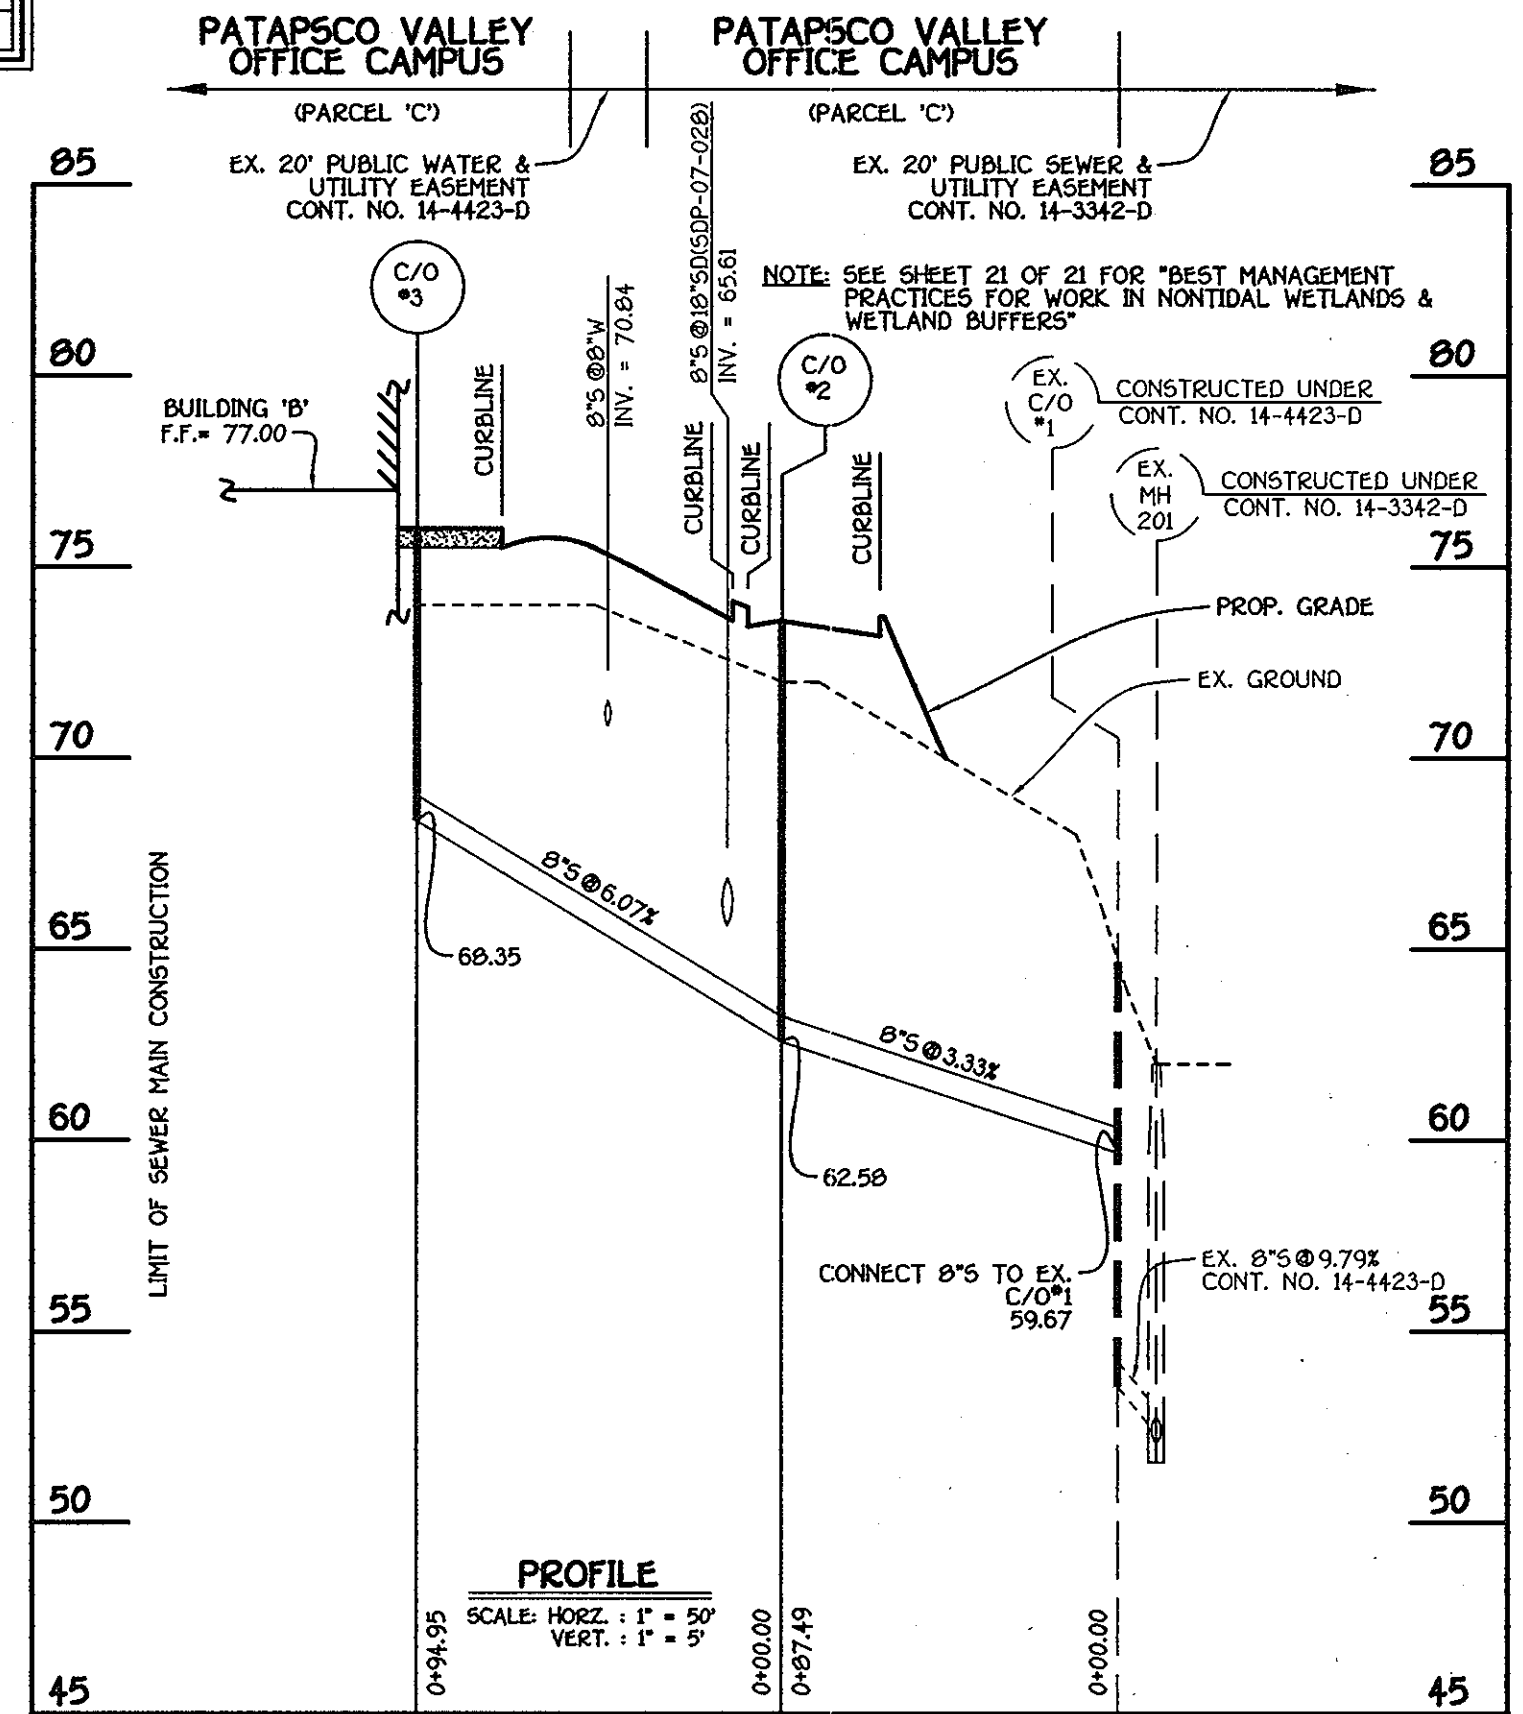 PATAPSCO VALLEY
OFFICE CAMPUS
(PARCEL 'C')
PATAPSCO VALLEY
OFFICE CAMPUS
(PARCEL 'C')
EX. 20' PUBLIC WATER &
UTILITY EASEMENT
CONT. NO. 14-4423-D
EX. 20' PUBLIC SEWER &
UTILITY EASEMENT
CONT. NO. 14-3342-D
85
85
NOTE: SEE SHEET 21 OF 21 FOR "BEST MANAGEMENT
PRACTICES FOR WORK IN NONTIDAL WETLANDS &
WETLAND BUFFERS"
C/O
#3
8"S @8"W
INV. = 70.84
8"S @18"SD(SDP-07-028)
INV. = 65.61
C/O
#2
80
80
EX.
C/O
#1
CONSTRUCTED UNDER
CONT. NO. 14-4423-D
BUILDING 'B'
F.F.= 77.00
CURBLINE
CURBLINE
CURBLINE
CURBLINE
EX.
MH
201
CONSTRUCTED UNDER
CONT. NO. 14-3342-D
75
75
PROP. GRADE
EX. GROUND
70
70
8"S @6.07%
68.35
65
65
LIMIT OF SEWER MAIN CONSTRUCTION
8"S @3.33%
62.58
60
60
CONNECT 8"S TO EX.
C/O#1
59.67
EX. 8"S @9.79%
CONT. NO. 14-4423-D
55
55
50
50
PROFILE
SCALE: HORZ. : 1" = 50'
VERT. : 1" = 5'
0+94.95
0+00.00
0+87.49
0+00.00
45
45